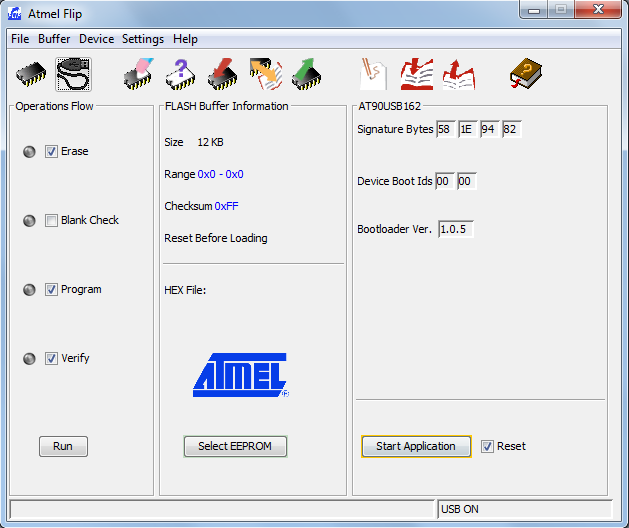 Atmel Flip
File Buffer Device Settings Help
Operations Flow
Erase
Blank Check
Program
Verify
Run
FLASH Buffer Information
Size 12 KB
Range 0x0 - 0x0
Checksum 0xFF
Reset Before Loading
HEX File:
ATMEL ®
Select EEPROM
AT90USB162
Signature Bytes 58 1E 94 82
Device Boot Ids 00 00
Bootloader Ver. 1.0.5
Start Application Reset
USB ON